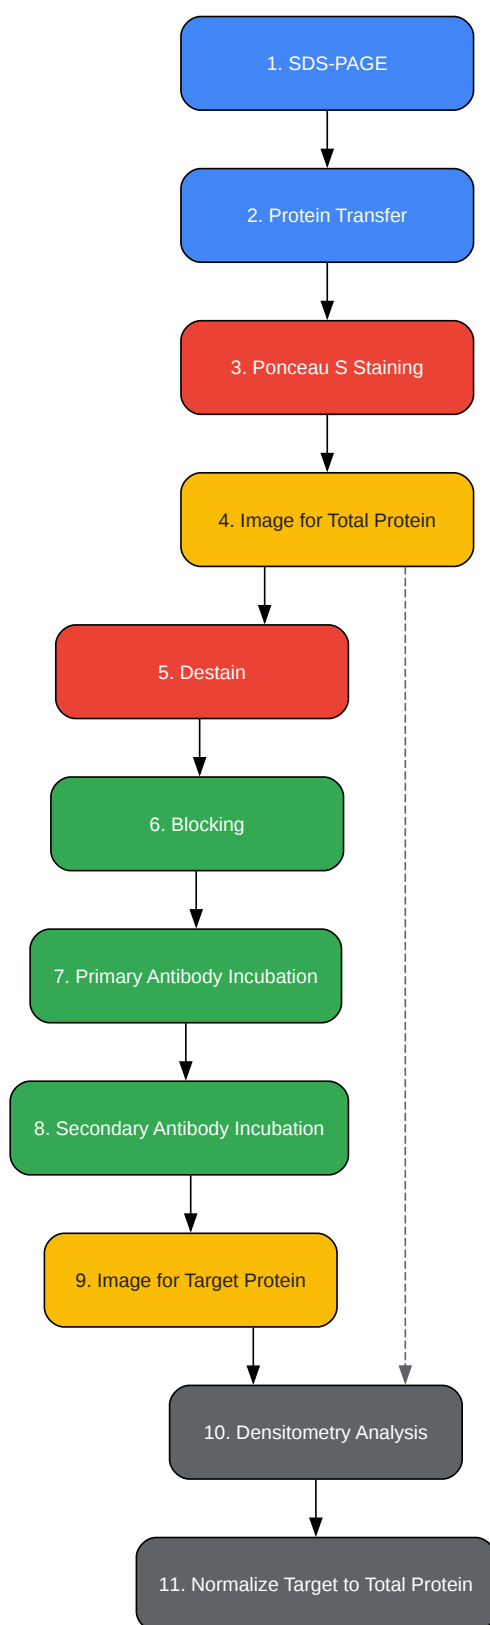 1. SDS-PAGE
2. Protein Transfer
3. Ponceau S Staining
4. Image for Total Protein
5. Destain
6. Blocking
7. Primary Antibody Incubation
8. Secondary Antibody Incubation
9. Image for Target Protein
10. Densitometry Analysis
11. Normalize Target to Total Protein